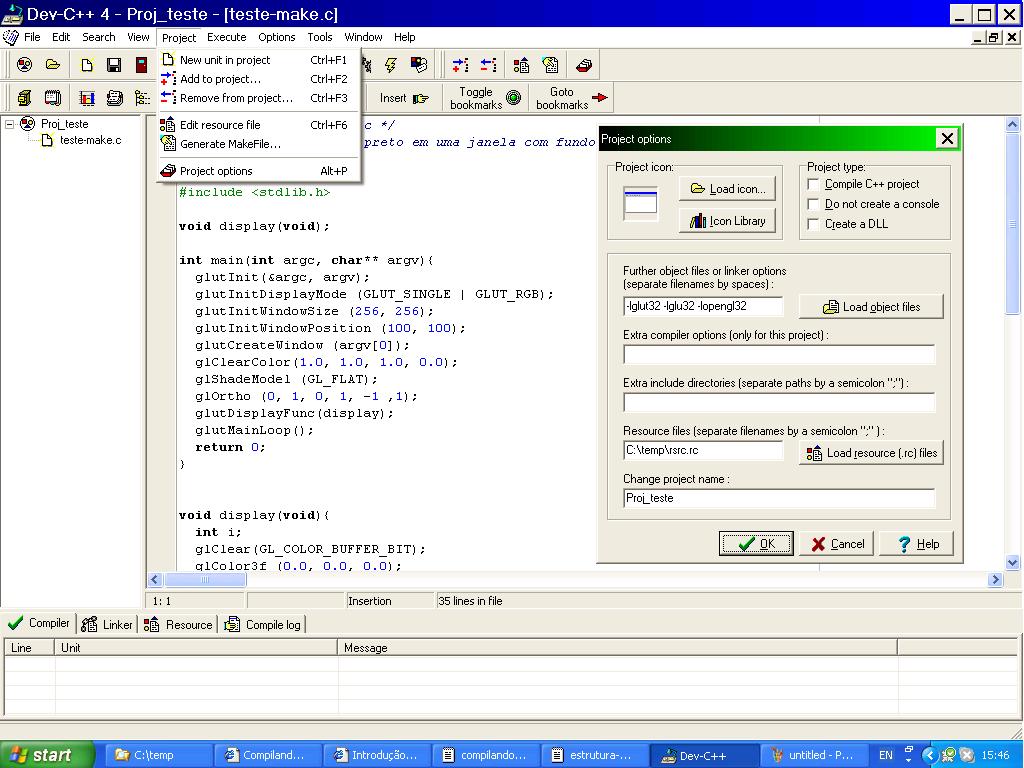 Dev-C++ 4 - Proj_teste - [teste-make.c]
File Edit Search View Project Execute Options Tools Window Help
New unit in project Ctrl+F1
Add to project... Ctrl+F2
Remove from project... Ctrl+F3
Edit resource file Ctrl+F6
Generate MakeFile...
Project options Alt+P
Insert
Toggle bookmarks
Goto bookmarks
Proj_teste
teste-make.c
c */
preto em uma janela com fundo
#include <stdlib.h>
void display(void);
int main(int argc, char** argv){
glutInit(&argc, argv);
glutInitDisplayMode (GLUT_SINGLE | GLUT_RGB);
glutInitWindowSize (256, 256);
glutInitWindowPosition (100, 100);
glutCreateWindow (argv[0]);
glClearColor(1.0, 1.0, 1.0, 0.0);
glShadeModel (GL_FLAT);
glOrtho (0, 1, 0, 1, -1 ,1);
glutDisplayFunc(display);
glutMainLoop();
return 0;
}
void display(void){
int i;
glClear(GL_COLOR_BUFFER_BIT);
glColor3f (0.0, 0.0, 0.0);
Project options
Project icon:
Load icon...
Icon Library
Project type:
Compile C++ project
Do not create a console
Create a DLL
Further object files or linker options
(separate filenames by spaces) :
-lglut32 -lglu32 -lopengl32
Load object files
Extra compiler options (only for this project) :
Extra include directories (separate paths by a semicolon ";") :
Resource files (separate filenames by a semicolon ";" ) :
C:\temp\rsrc.rc
Load resource (.rc) files
Change project name :
Proj_teste
OK Cancel Help
1: 1 Insertion 35 lines in file
Compiler Linker Resource Compile log
Line Unit Message
start C:\temp Compiland... Introdução... compilando... estrutura-... Dev-C++ untitled - P... EN 15:46